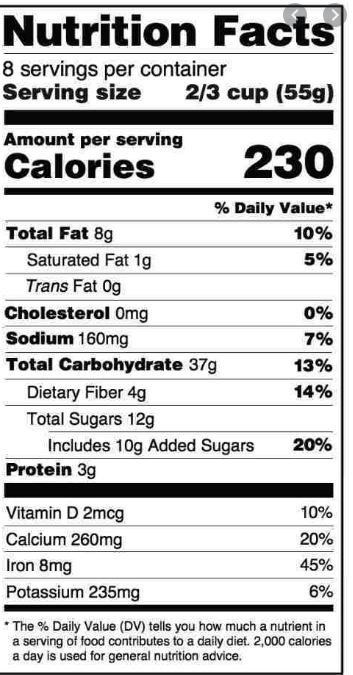 Nutrition Facts
8 servings per container
Serving size 2/3 cup (55g)
Amount per serving
Calories 230
% Daily Value*
Total Fat 8g 10%
Saturated Fat 1g 5%
Trans Fat 0g
Cholesterol 0mg 0%
Sodium 160mg 7%
Total Carbohydrate 37g 13%
Dietary Fiber 4g 14%
Total Sugars 12g
Includes 10g Added Sugars 20%
Protein 3g
Vitamin D 2mcg 10%
Calcium 260mg 20%
Iron 8mg 45%
Potassium 235mg 6%
* The % Daily Value (DV) tells you how much a nutrient in
a serving of food contributes to a daily diet. 2,000 calories
a day is used for general nutrition advice.